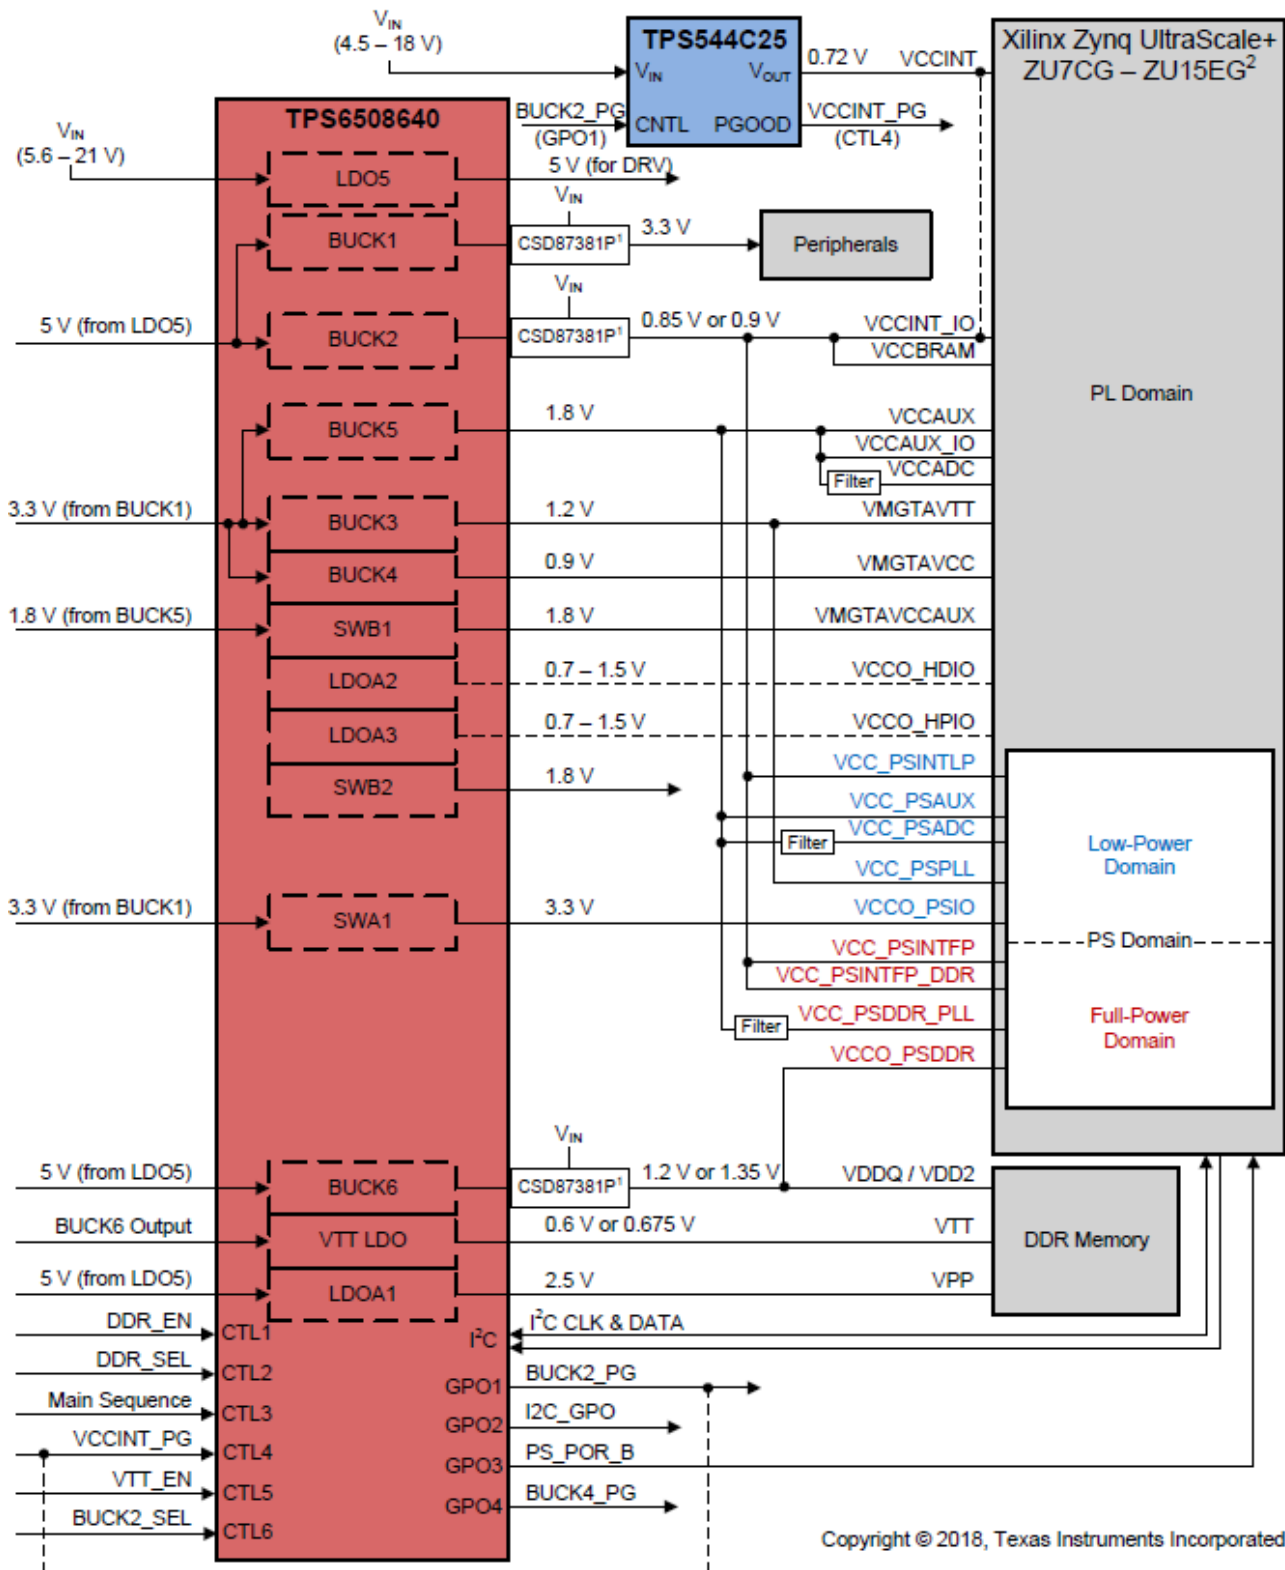 V_IN
(4.5 – 18 V)
TPS544C25
V_IN
V_OUT
0.72 V
VCCINT
Xilinx Zynq UltraScale+
ZU7CG – ZU15EG²
BUCK2_PG
(GPO1)
CNTL
PGOOD
VCCINT_PG
(CTL4)
TPS6508640
V_IN
(5.6 – 21 V)
LDO5
5 V (for DRV)
V_IN
BUCK1
CSD87381P¹
3.3 V
Peripherals
V_IN
5 V (from LDO5)
BUCK2
CSD87381P¹
0.85 V or 0.9 V
VCCINT_IO
VCCBRAM
PL Domain
BUCK5
1.8 V
VCCAUX
VCCAUX_IO
VCCADC
Filter
3.3 V (from BUCK1)
BUCK3
1.2 V
VMGTAVTT
BUCK4
0.9 V
VMGTAVCC
1.8 V (from BUCK5)
SWB1
1.8 V
VMGTAVCCAUX
LDOA2
0.7 – 1.5 V
VCCO_HDIO
LDOA3
0.7 – 1.5 V
VCCO_HPIO
SWB2
1.8 V
VCC_PSINTLP
VCC_PSAUX
VCC_PSADC
Filter
Low-Power
Domain
VCC_PSPLL
3.3 V (from BUCK1)
SWA1
3.3 V
VCCO_PSIO
PS Domain
VCC_PSINTFP
VCC_PSINTFP_DDR
Filter
VCC_PSDDR_PLL
Full-Power
Domain
VCCO_PSDDR
V_IN
5 V (from LDO5)
BUCK6
CSD87381P¹
1.2 V or 1.35 V
VDDQ / VDD2
BUCK6 Output
VTT LDO
0.6 V or 0.675 V
VTT
DDR Memory
5 V (from LDO5)
LDOA1
2.5 V
VPP
DDR_EN
CTL1
I²C
I²C CLK & DATA
DDR_SEL
CTL2
GPO1
BUCK2_PG
Main Sequence
CTL3
GPO2
I2C_GPO
VCCINT_PG
CTL4
GPO3
PS_POR_B
VTT_EN
CTL5
GPO4
BUCK4_PG
BUCK2_SEL
CTL6
Copyright © 2018, Texas Instruments Incorporated